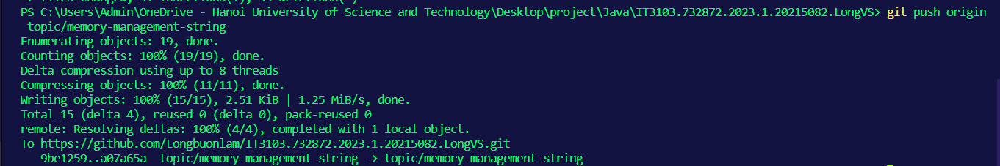 PS C:\Users\Admin\OneDrive - Hanoi University of Science and Technology\Desktop\project\Java\IT3103.732872.2023.1.20215082.LongVS> git push origin
topic/memory-management-string
Enumerating objects: 19, done.
Counting objects: 100% (19/19), done.
Delta compression using up to 8 threads
Compressing objects: 100% (11/11), done.
Writing objects: 100% (15/15), 2.51 KiB | 1.25 MiB/s, done.
Total 15 (delta 4), reused 0 (delta 0), pack-reused 0
remote: Resolving deltas: 100% (4/4), completed with 1 local object.
To https://github.com/Longbuonlam/IT3103.732872.2023.1.20215082.LongVS.git
9be1259..a07a65a  topic/memory-management-string -> topic/memory-management-string